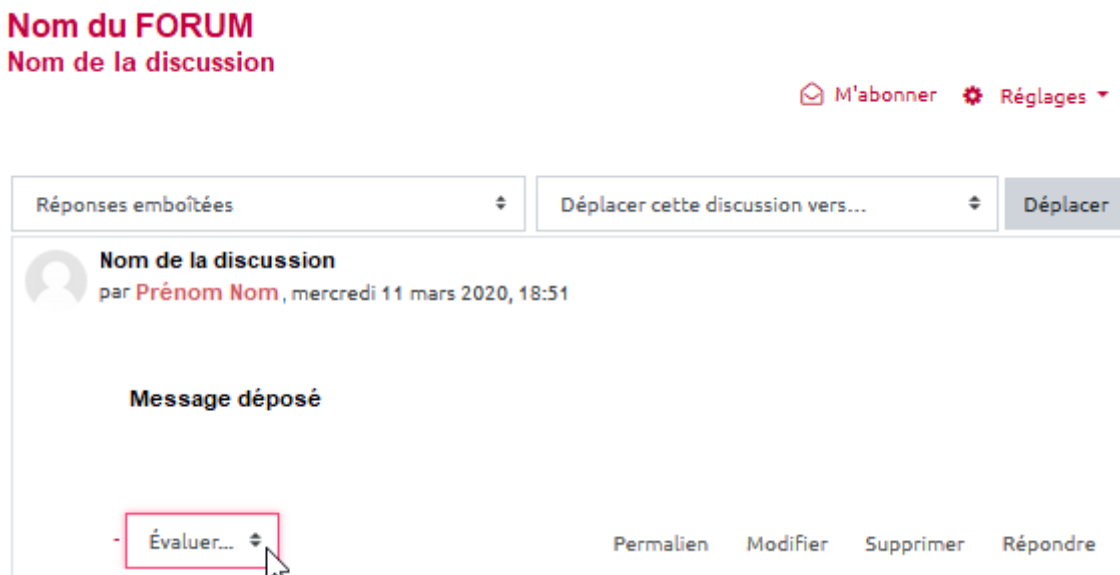 Nom du FORUM
Nom de la discussion
M'abonner Réglages
Réponses emboîtées Déplacer cette discussion vers... Déplacer
Nom de la discussion
par Prénom Nom, mercredi 11 mars 2020, 18:51
Message déposé
- Évaluer... Permalien Modifier Supprimer Répondre